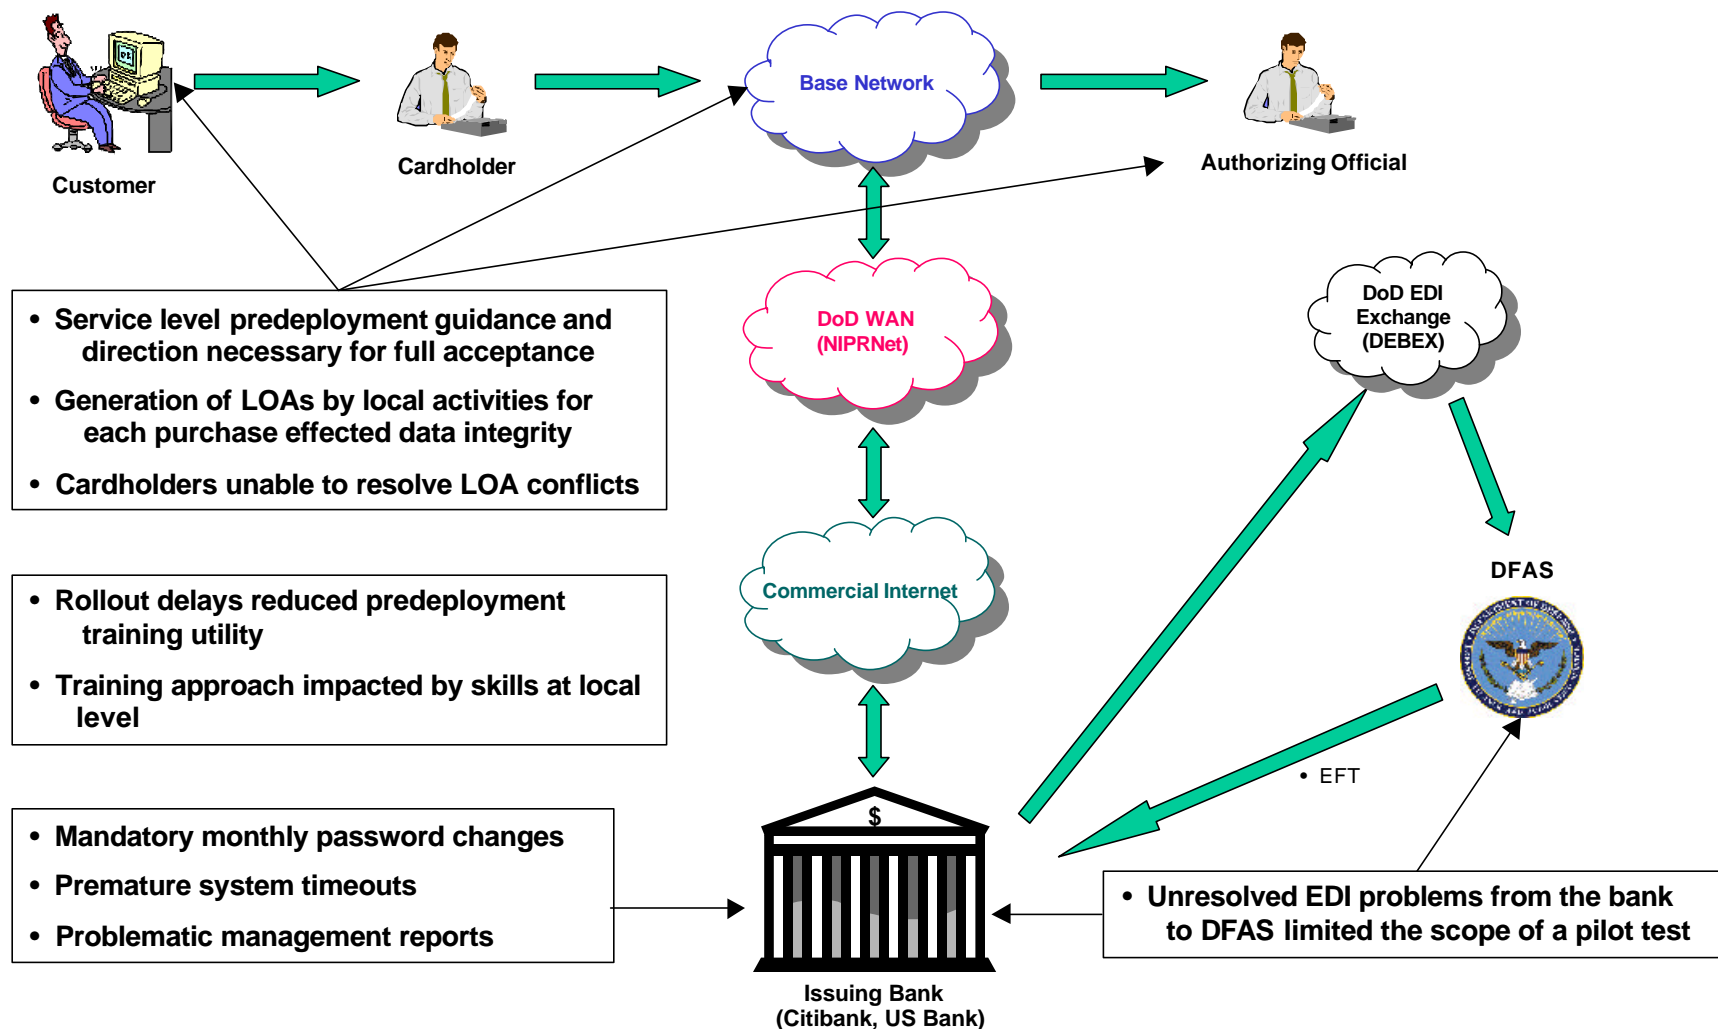 Base Network
Customer
Cardholder
Authorizing Official
• Service level predeployment guidance and
direction necessary for full acceptance
• Generation of LOAs by local activities for
each purchase effected data integrity
• Cardholders unable to resolve LOA conflicts
DoD WAN
(NIPRNet)
DoD EDI
Exchange
(DEBEX)
Commercial Internet
DFAS
• Rollout delays reduced predeployment
training utility
• Training approach impacted by skills at local
level
• EFT
• Mandatory monthly password changes
• Premature system timeouts
• Problematic management reports
$
• Unresolved EDI problems from the bank
to DFAS limited the scope of a pilot test
Issuing Bank
(Citibank, US Bank)